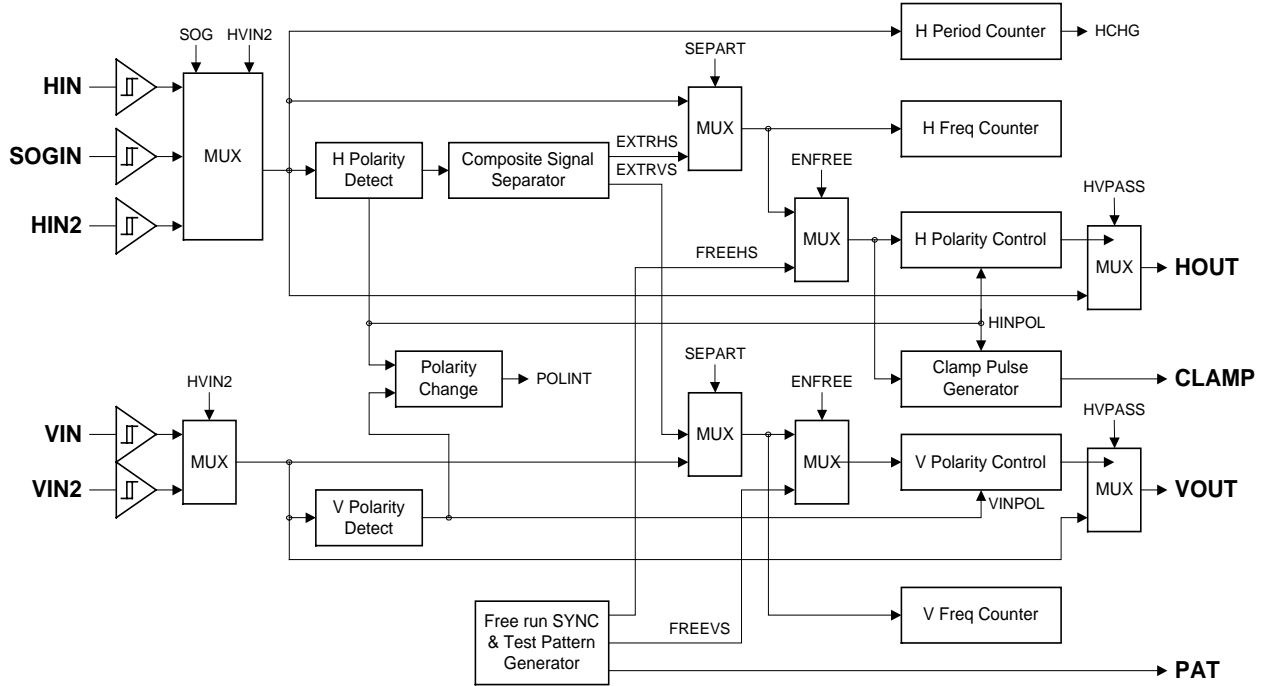 SOG
HVIN2
HIN
SOGIN
HIN2
MUX
H Polarity
Detect
Composite Signal
Separator
EXTRHS
EXTRVS
SEPART
MUX
H Period Counter
HCHG
H Freq Counter
ENFREE
MUX
FREEHS
H Polarity Control
HVPASS
MUX
HOUT
HINPOL
Polarity
Change
POLINT
Clamp Pulse
Generator
CLAMP
HVIN2
VIN
VIN2
MUX
V Polarity
Detect
SEPART
MUX
ENFREE
MUX
V Polarity Control
VINPOL
HVPASS
MUX
VOUT
Free run SYNC
& Test Pattern
Generator
FREEVS
V Freq Counter
PAT